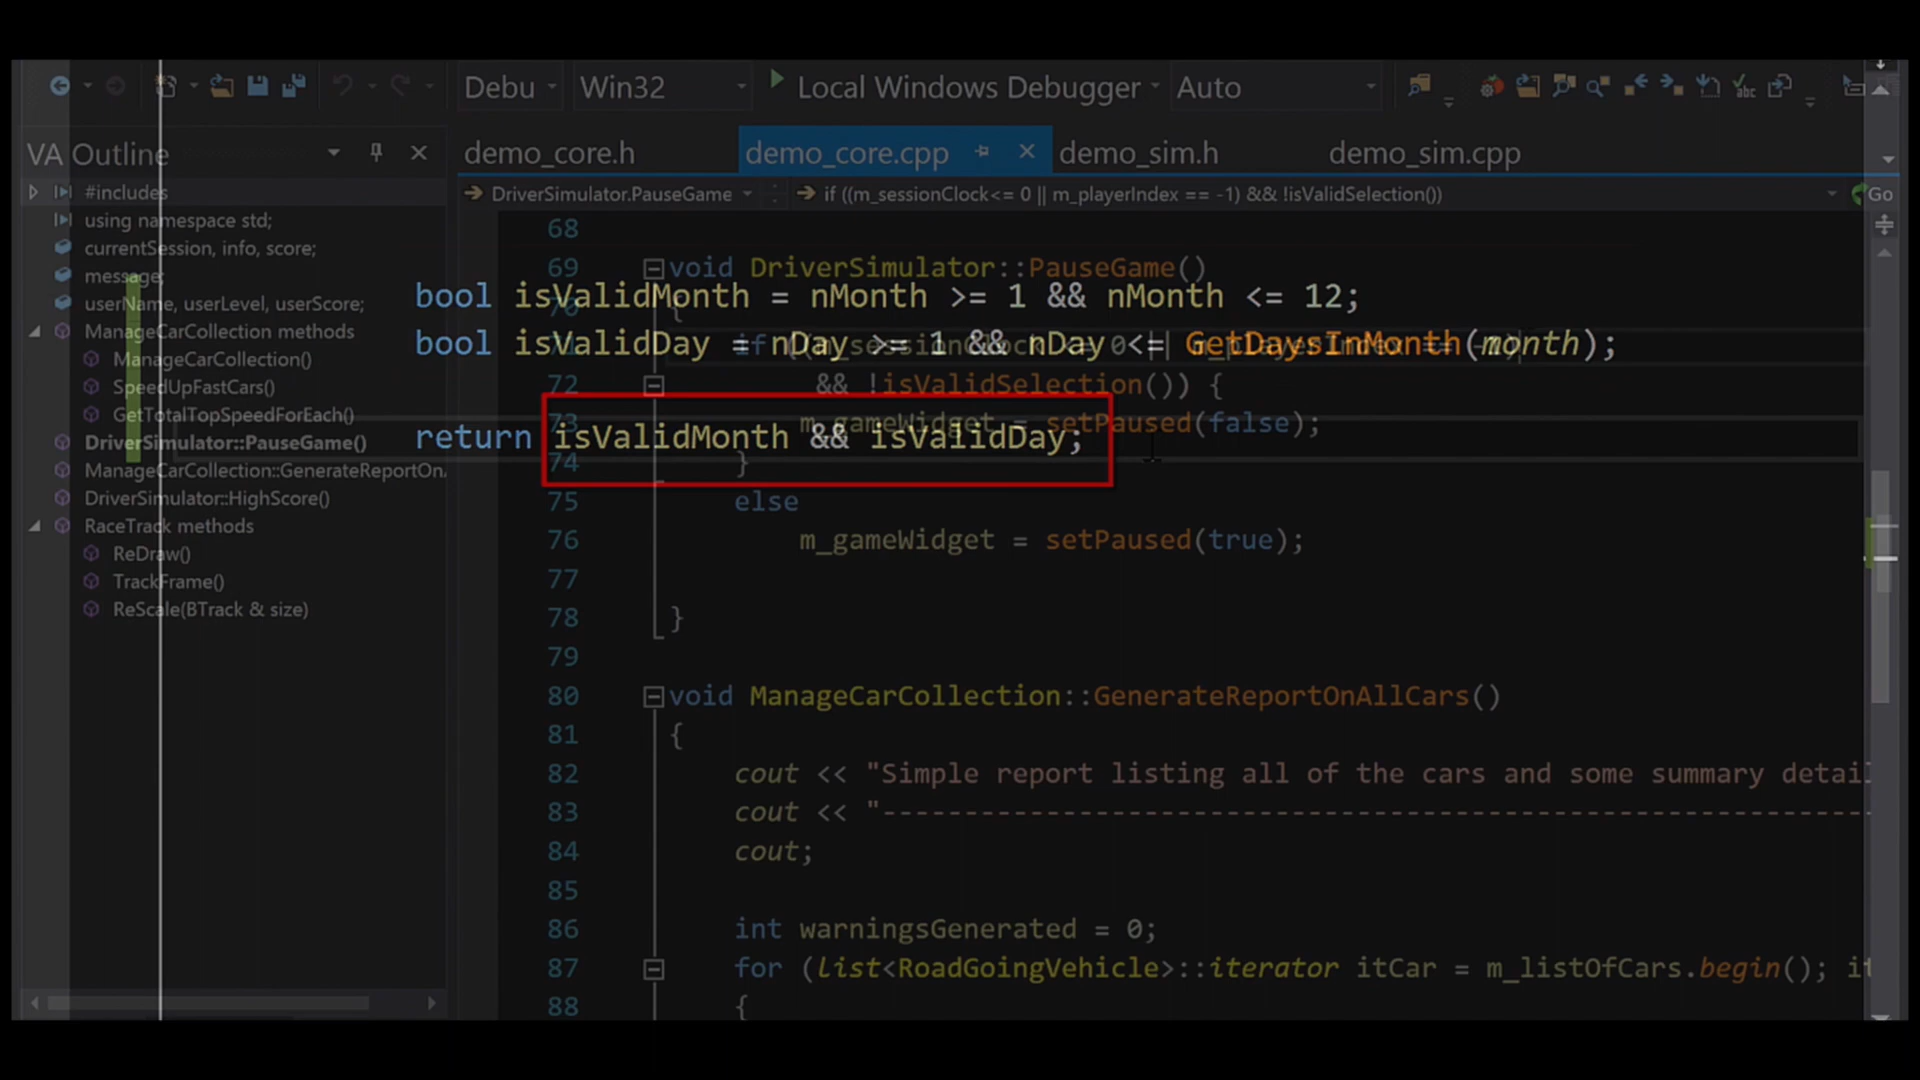 Debu Win32 Local Windows Debugger Auto
VA Outline
#includes
using namespace std;
currentSession, info, score;
message;
userName, userLevel, userScore;
ManageCarCollection methods
ManageCarCollection()
SpeedUpFastCars()
GetTotalTopSpeedForEach()
DriverSimulator::PauseGame()
ManageCarCollection::GenerateReportOnA
DriverSimulator::HighScore()
RaceTrack methods
ReDraw()
TrackFrame()
ReScale(BTrack & size)
demo_core.h demo_core.cpp demo_sim.h demo_sim.cpp
DriverSimulator.PauseGame if ((m_sessionClock<= 0 || m_playerIndex == -1) && !isValidSelection()) Go
bool isValidMonth = nMonth >= 1 && nMonth <= 12;
bool isValidDay = nDay >= 1 && nDay <= GetDaysInMonth(month);
return isValidMonth && isValidDay;
68
69 void DriverSimulator::PauseGame()
{
if
72 && !isValidSelection()) {
73 m_gameWidget = setPaused(false);
74 }
75 else
76 m_gameWidget = setPaused(true);
77
78 }
79
80 void ManageCarCollection::GenerateReportOnAllCars()
81 {
82 cout << "Simple report listing all of the cars and some summary detai
83 cout << "-------------------------------------------------------------
84 cout;
85
86 int warningsGenerated = 0;
87 for (list<RoadGoingVehicle>::iterator itCar = m_listOfCars.begin(); it
88 {